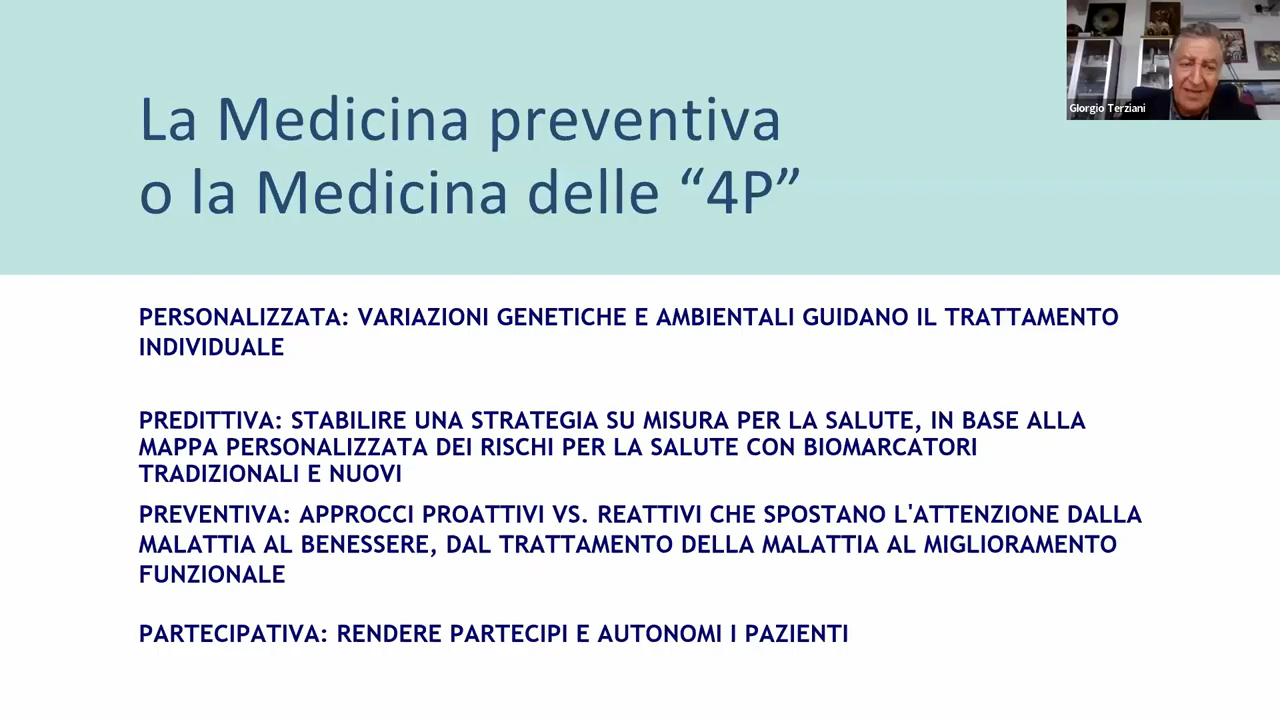 La Medicina preventiva
o la Medicina delle “4P”
GIorgio Terziani
PERSONALIZZATA: VARIAZIONI GENETICHE E AMBIENTALI GUIDANO IL TRATTAMENTO
INDIVIDUALE
PREDITTIVA: STABILIRE UNA STRATEGIA SU MISURA PER LA SALUTE, IN BASE ALLA
MAPPA PERSONALIZZATA DEI RISCHI PER LA SALUTE CON BIOMARCATORI
TRADIZIONALI E NUOVI
PREVENTIVA: APPROCCI PROATTIVI VS. REATTIVI CHE SPOSTANO L'ATTENZIONE DALLA
MALATTIA AL BENESSERE, DAL TRATTAMENTO DELLA MALATTIA AL MIGLIORAMENTO
FUNZIONALE
PARTECIPATIVA: RENDERE PARTECIPI E AUTONOMI I PAZIENTI